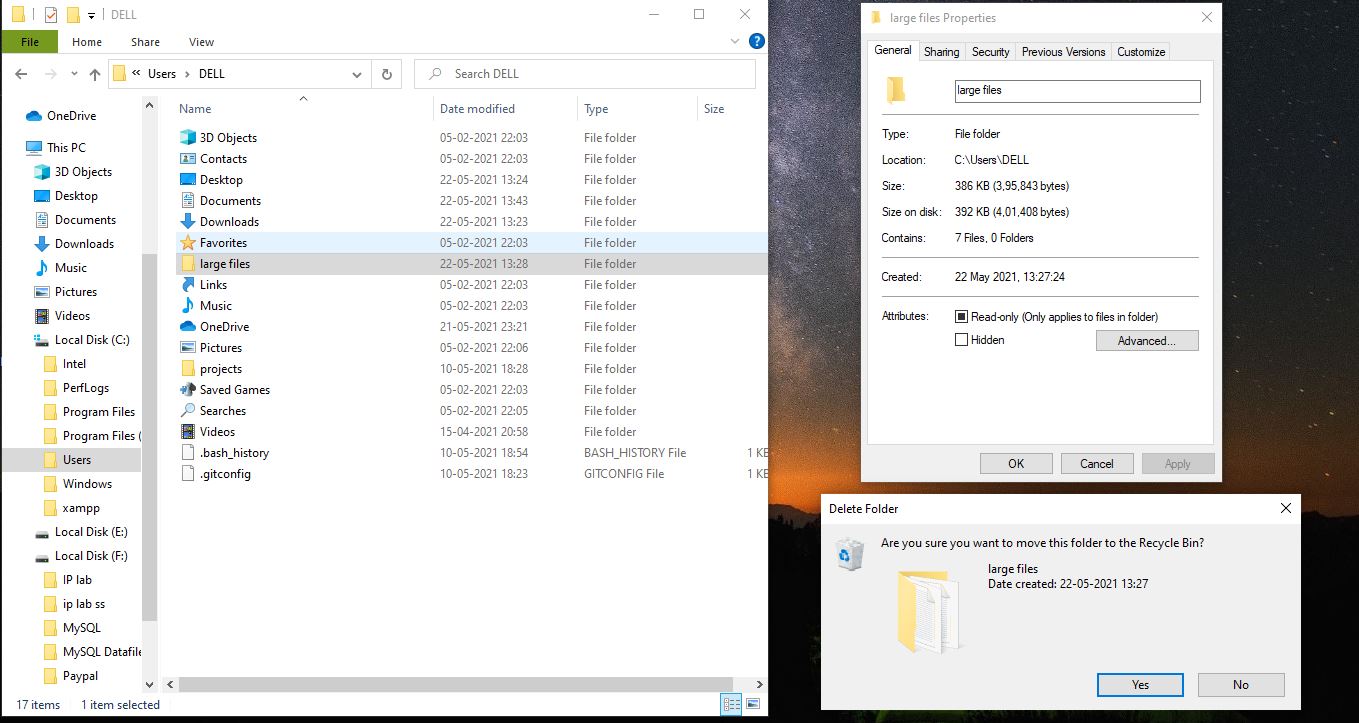 DELL
File Home Share View
« Users > DELL
Search DELL
OneDrive
This PC
3D Objects
Desktop
Documents
Downloads
Music
Pictures
Videos
Local Disk (C:)
Intel
PerfLogs
Program Files
Program Files (
Users
Windows
xampp
Local Disk (E:)
Local Disk (F:)
IP lab
ip lab ss
MySQL
MySQL Datafile
Paypal
Name Date modified Type Size
3D Objects 05-02-2021 22:03 File folder
Contacts 05-02-2021 22:03 File folder
Desktop 22-05-2021 13:24 File folder
Documents 22-05-2021 13:43 File folder
Downloads 22-05-2021 13:23 File folder
Favorites 05-02-2021 22:03 File folder
large files 22-05-2021 13:28 File folder
Links 05-02-2021 22:03 File folder
Music 05-02-2021 22:03 File folder
OneDrive 21-05-2021 23:21 File folder
Pictures 05-02-2021 22:06 File folder
projects 10-05-2021 18:28 File folder
Saved Games 05-02-2021 22:03 File folder
Searches 05-02-2021 22:05 File folder
Videos 15-04-2021 20:58 File folder
.bash_history 10-05-2021 18:54 BASH_HISTORY File 1 KB
.gitconfig 10-05-2021 18:23 GITCONFIG File 1 KB
17 items 1 item selected
large files Properties
General Sharing Security Previous Versions Customize
large files
Type: File folder
Location: C:\Users\DELL
Size: 386 KB (3,95,843 bytes)
Size on disk: 392 KB (4,01,408 bytes)
Contains: 7 Files, 0 Folders
Created: 22 May 2021, 13:27:24
Attributes: Read-only (Only applies to files in folder)
Hidden Advanced...
OK Cancel Apply
Delete Folder
Are you sure you want to move this folder to the Recycle Bin?
large files
Date created: 22-05-2021 13:27
Yes No